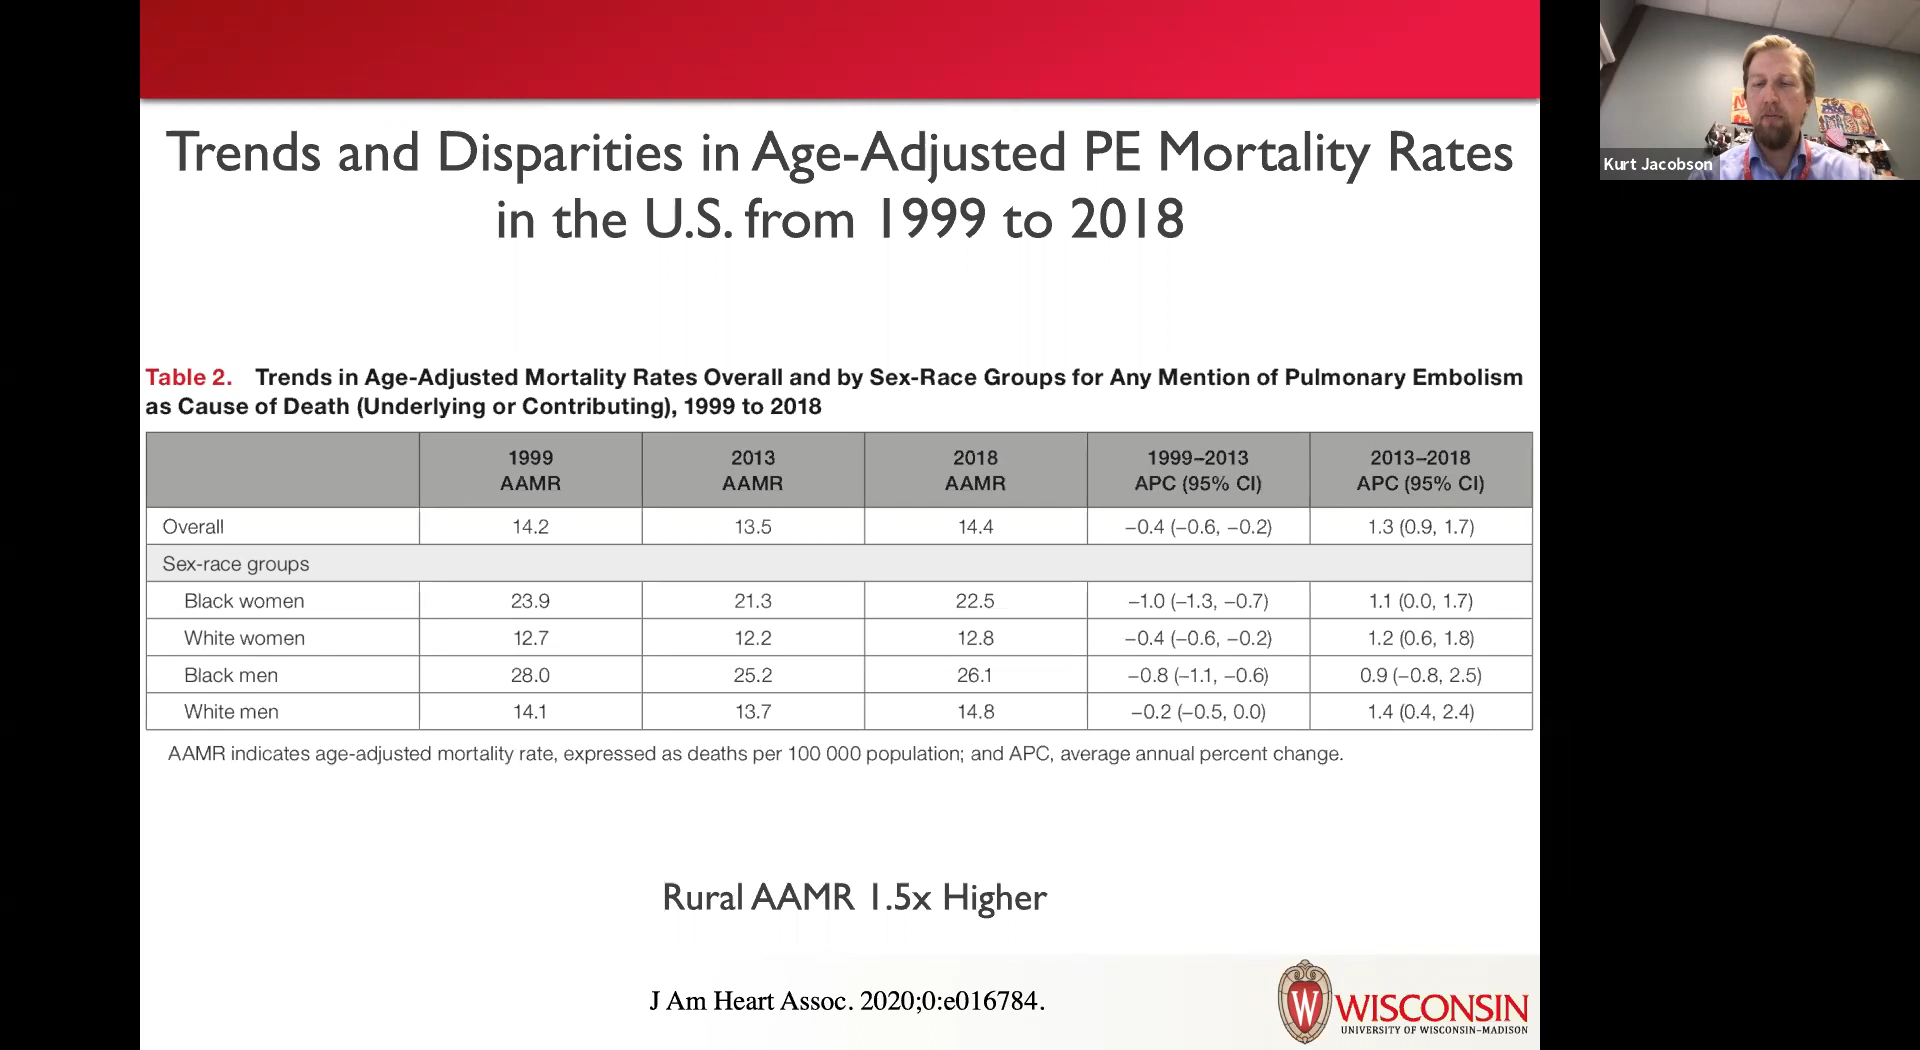 Trends and Disparities in Age-Adjusted PE Mortality Rates
in the U.S. from 1999 to 2018
Kurt Jacobson
Table 2. Trends in Age-Adjusted Mortality Rates Overall and by Sex-Race Groups for Any Mention of Pulmonary Embolism
as Cause of Death (Underlying or Contributing), 1999 to 2018
1999 AAMR 2013 AAMR 2018 AAMR 1999–2013 APC (95% CI) 2013–2018 APC (95% CI)
Overall 14.2 13.5 14.4 −0.4 (−0.6, −0.2) 1.3 (0.9, 1.7)
Sex-race groups
Black women 23.9 21.3 22.5 −1.0 (−1.3, −0.7) 1.1 (0.0, 1.7)
White women 12.7 12.2 12.8 −0.4 (−0.6, −0.2) 1.2 (0.6, 1.8)
Black men 28.0 25.2 26.1 −0.8 (−1.1, −0.6) 0.9 (−0.8, 2.5)
White men 14.1 13.7 14.8 −0.2 (−0.5, 0.0) 1.4 (0.4, 2.4)
AAMR indicates age-adjusted mortality rate, expressed as deaths per 100 000 population; and APC, average annual percent change.
Rural AAMR 1.5x Higher
J Am Heart Assoc. 2020;0:e016784.
W
WISCONSIN
UNIVERSITY OF WISCONSIN–MADISON